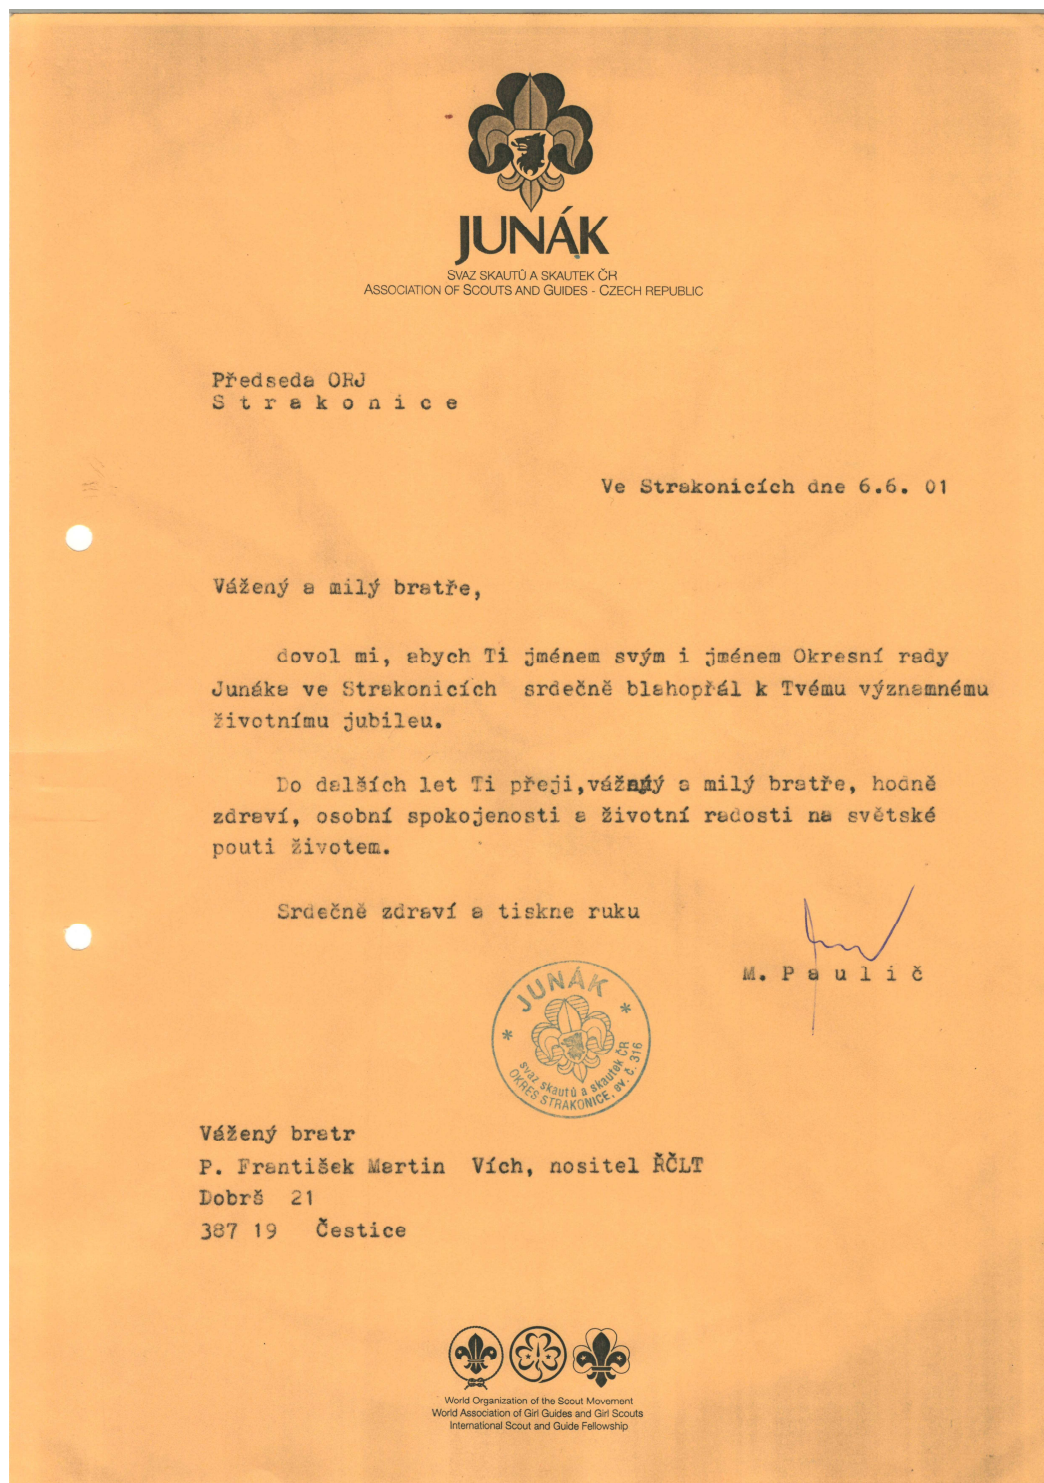 JUNÁK
SVAZ SKAUTŮ A SKAUTEK ČR
ASSOCIATION OF SCOUTS AND GUIDES - CZECH REPUBLIC
Předseda ORJ
S t r a k o n i c e
Ve Strakonicích dne 6.6. 01
Vážený a milý bratře,
dovol mi, abych Ti jménem svým i jménem Okresní rady
Junáka ve Strakonicích srdečně blahopřál k Tvému významnému
životnímu jubileu.
Do dalších let Ti přeji,vážený a milý bratře, hodně
zdraví, osobní spokojenosti a životní radosti na světské
pouti životem.
Srdečně zdraví a tiskne ruku
M. P a u l i č
* JUNÁK *
svaz skautů a skautek ČR
OKRES STRAKONICE, ev. č. 316
Vážený bratr
P. František Martin Vích, nositel ŘČLT
Dobrš 21
387 19 Čestice
World Organization of the Scout Movement
World Association of Girl Guides and Girl Scouts
International Scout and Guide Fellowship